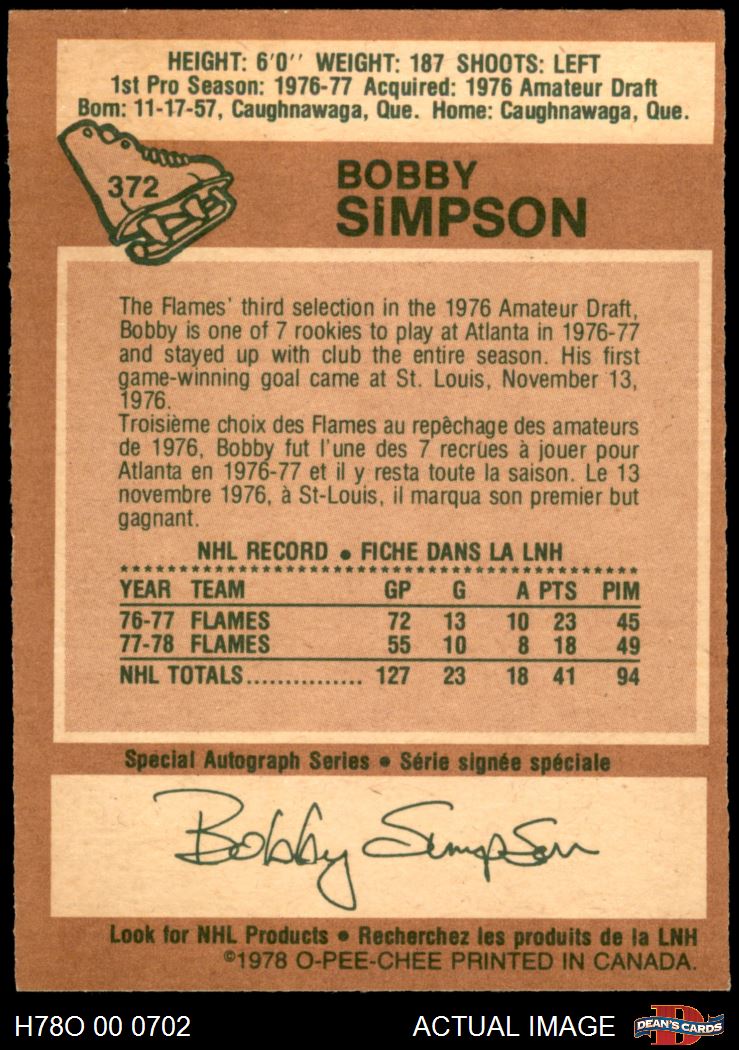 HEIGHT: 6'0'' WEIGHT: 187 SHOOTS: LEFT
1st Pro Season: 1976-77 Acquired: 1976 Amateur Draft
Born: 11-17-57, Caughnawaga, Que. Home: Caughnawaga, Que.
372
BOBBY
SiMPSON
The Flames' third selection in the 1976 Amateur Draft,
Bobby is one of 7 rookies to play at Atlanta in 1976-77
and stayed up with club the entire season. His first
game-winning goal came at St. Louis, November 13,
1976.
Troisième choix des Flames au repêchage des amateurs
de 1976, Bobby fut l'une des 7 recrues à jouer pour
Atlanta en 1976-77 et il y resta toute la saison. Le 13
novembre 1976, à St-Louis, il marqua son premier but
gagnant.
NHL RECORD • FICHE DANS LA LNH
YEAR TEAM GP G A PTS PIM
76-77 FLAMES 72 13 10 23 45
77-78 FLAMES 55 10 8 18 49
NHL TOTALS............... 127 23 18 41 94
Special Autograph Series • Série signée spéciale
Bobby Simpson
Look for NHL Products • Recherchez les produits de la LNH
©1978 O-PEE-CHEE PRINTED IN CANADA.
H78O 00 0702 ACTUAL IMAGE D DEAN'S CARDS